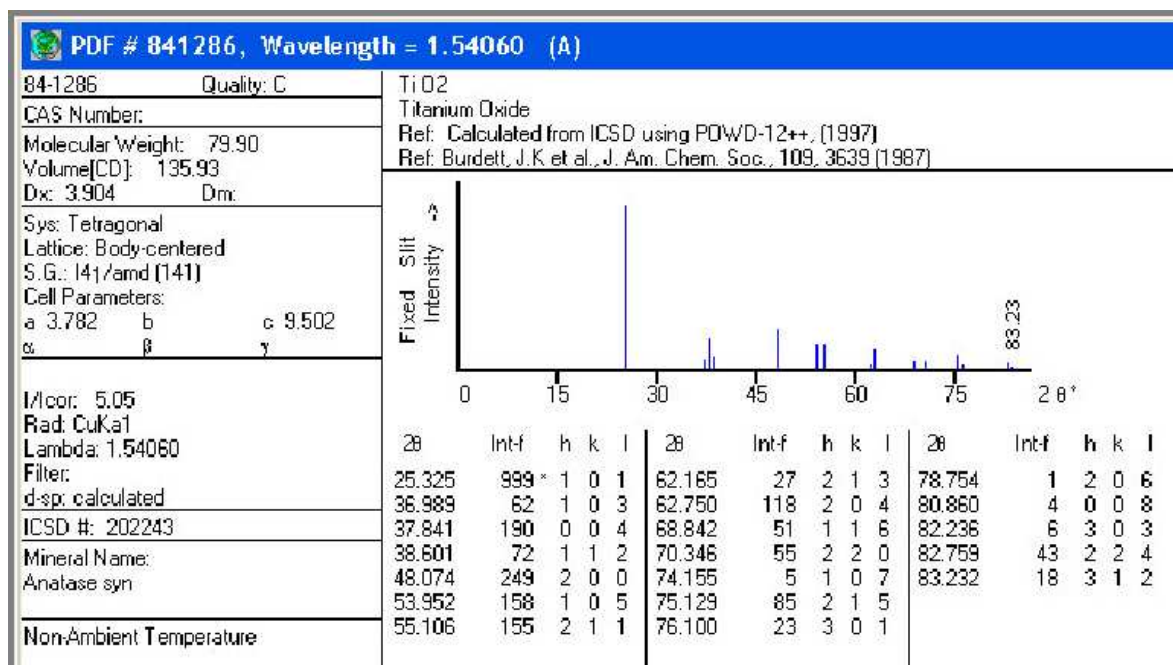 PDF # 841286, Wavelength = 1.54060 (A)
84-1286 Quality: C
CAS Number:
Molecular Weight: 79.90
Volume[CD]: 135.93
Dx: 3.904 Dm:
Sys: Tetragonal
Lattice: Body-centered
S.G.: I41/amd (141)
Cell Parameters:
a 3.782 b c 9.502
α β γ
I/Icor: 5.05
Rad: CuKa1
Lambda: 1.54060
Filter:
d-sp: calculated
ICSD #: 202243
Mineral Name:
Anatase syn
Non-Ambient Temperature
Ti O2
Titanium Oxide
Ref: Calculated from ICSD using POWD-12++, (1997)
Ref: Burdett, J.K et al., J. Am. Chem. Soc., 109, 3639 (1987)
Fixed Slit
Intensity ->
83.23
0 15 30 45 60 75 2 θ°
2θ Int-f h k l 2θ Int-f h k l 2θ Int-f h k l
25.325 999 * 1 0 1 62.165 27 2 1 3 78.754 1 2 0 6
36.989 62 1 0 3 62.750 118 2 0 4 80.860 4 0 0 8
37.841 190 0 0 4 68.842 51 1 1 6 82.236 6 3 0 3
38.601 72 1 1 2 70.346 55 2 2 0 82.759 43 2 2 4
48.074 249 2 0 0 74.155 5 1 0 7 83.232 18 3 1 2
53.952 158 1 0 5 75.129 85 2 1 5
55.106 155 2 1 1 76.100 23 3 0 1